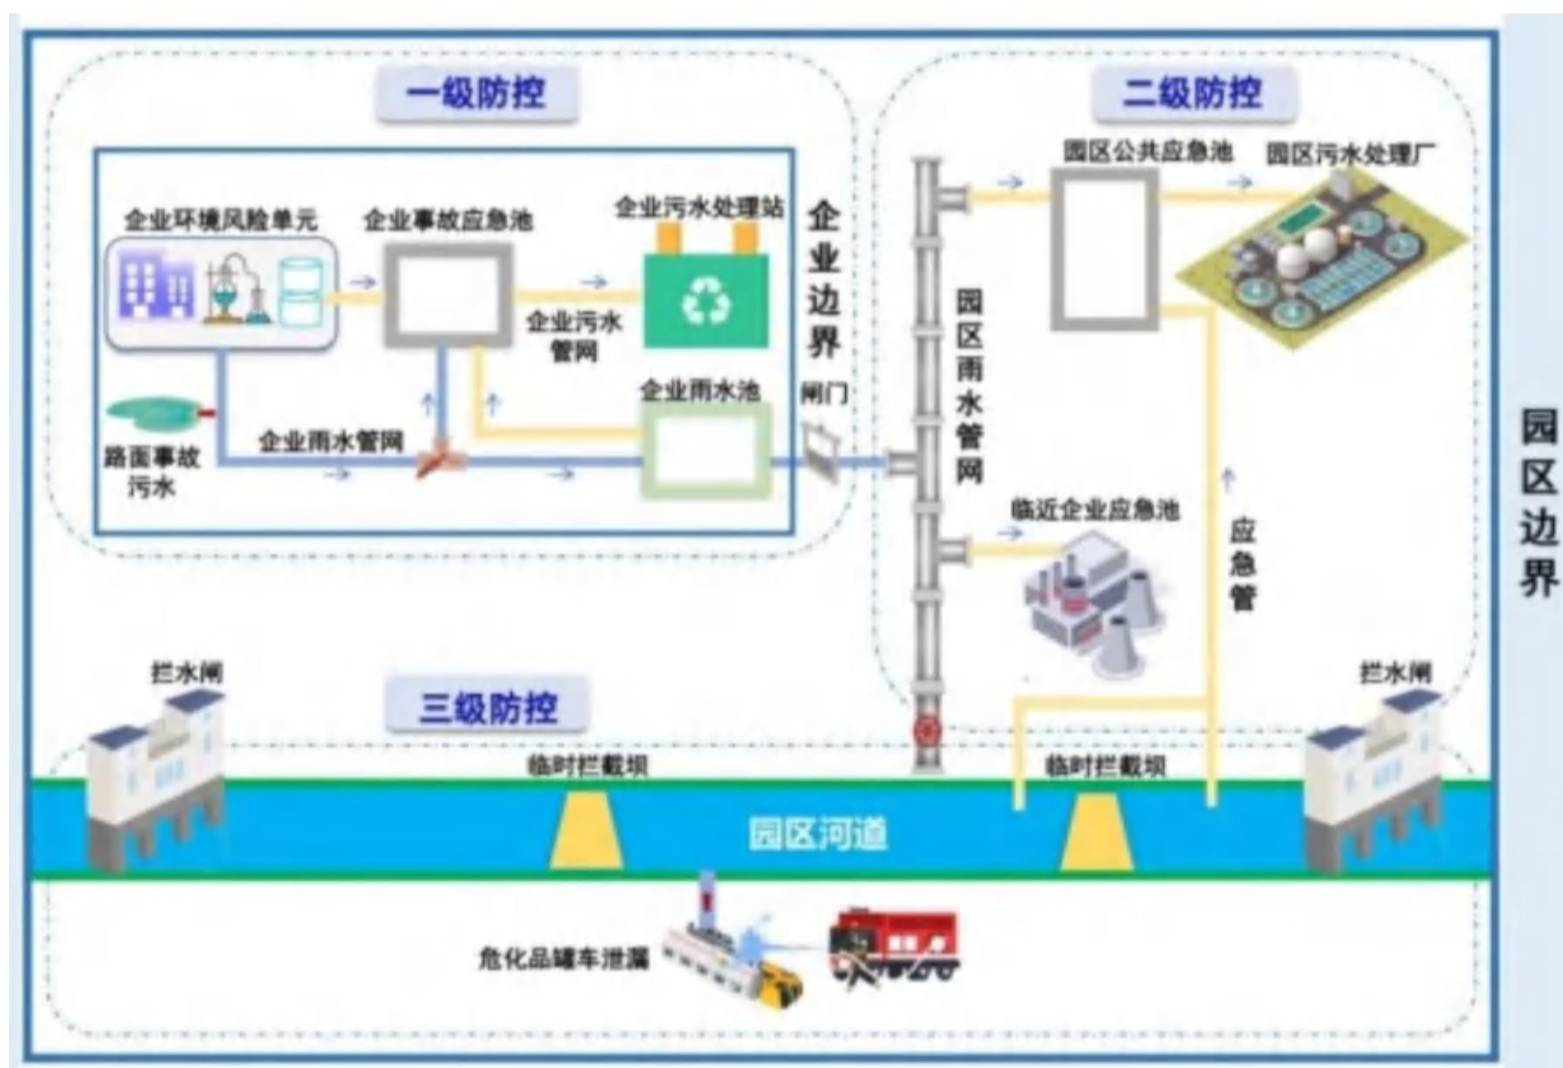 一级防控
二级防控
园区公共应急池
园区污水处理厂
企业环境风险单元
企业事故应急池
企业污水处理站
企业边界
企业污水
管网
园区雨水管网
企业雨水池
闸门
企业雨水管网
路面事故
污水
园区边界
临近企业应急池
应急管
拦水闸
三级防控
拦水闸
临时拦截坝
临时拦截坝
园区河道
危化品罐车泄漏